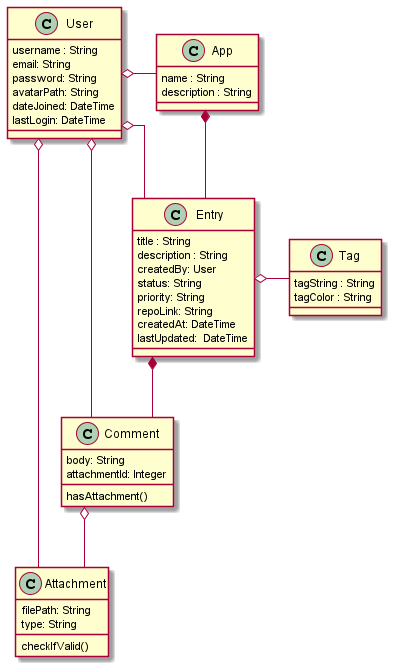 C User
username : String
email: String
password: String
avatarPath: String
dateJoined: DateTime
lastLogin: DateTime
C App
name : String
description : String
C Entry
title : String
description : String
createdBy: User
status: String
priority: String
repoLink: String
createdAt: DateTime
lastUpdated:  DateTime
C Tag
tagString : String
tagColor : String
C Comment
body: String
attachmentId: Integer
hasAttachment()
C Attachment
filePath: String
type: String
checkIfValid()